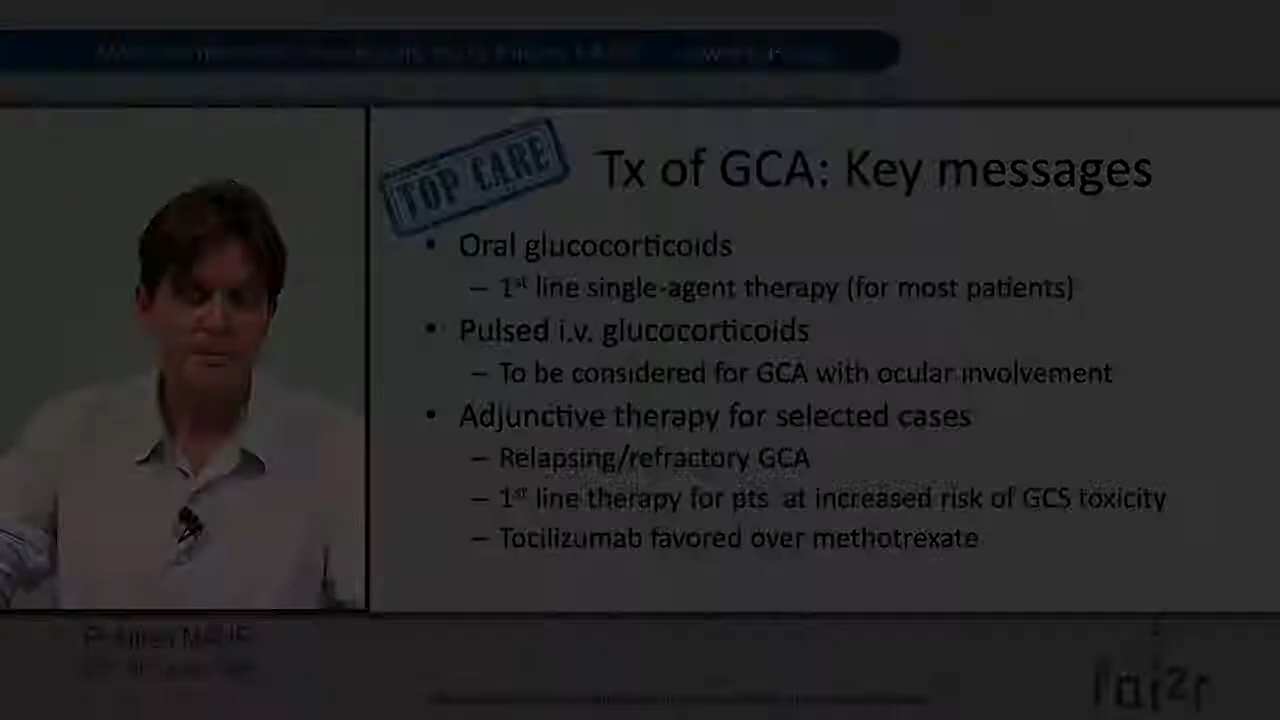 TOP CARE
Tx of GCA: Key messages
• Oral glucocorticoids
– 1st line single-agent therapy (for most patients)
• Pulsed i.v. glucocorticoids
– To be considered for GCA with ocular involvement
• Adjunctive therapy for selected cases
– Relapsing/refractory GCA
– 1st line therapy for pts at increased risk of GCS toxicity
– Tocilizumab favored over methotrexate
fai2r